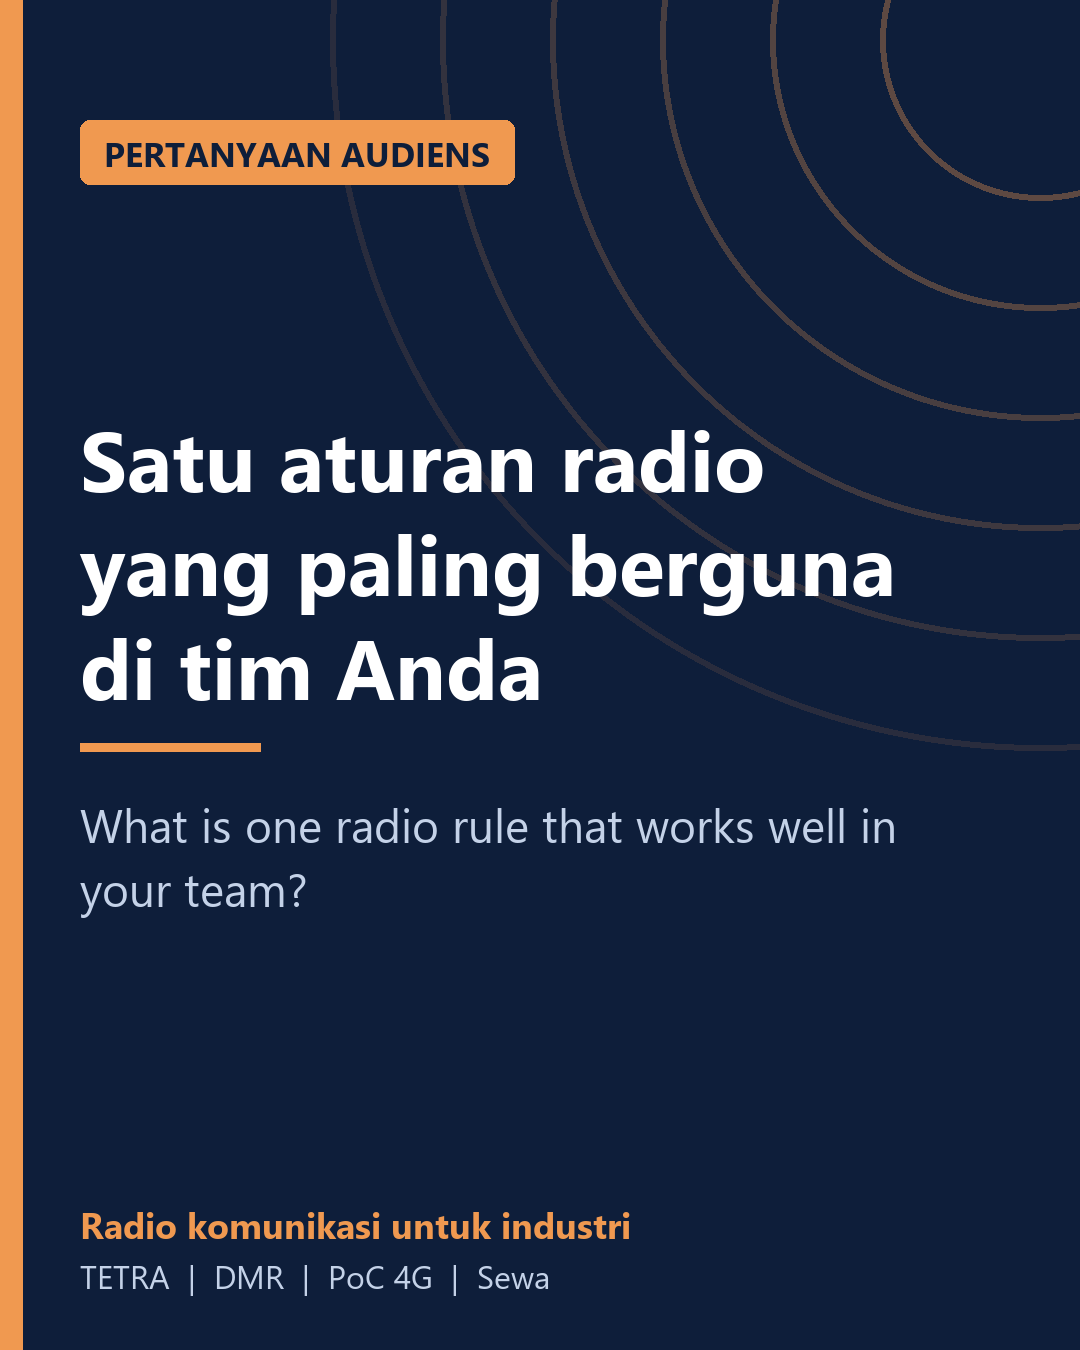 PERTANYAAN AUDIENS
Satu aturan radio
yang paling berguna
di tim Anda
What is one radio rule that works well in
your team?
Radio komunikasi untuk industri
TETRA | DMR | PoC 4G | Sewa